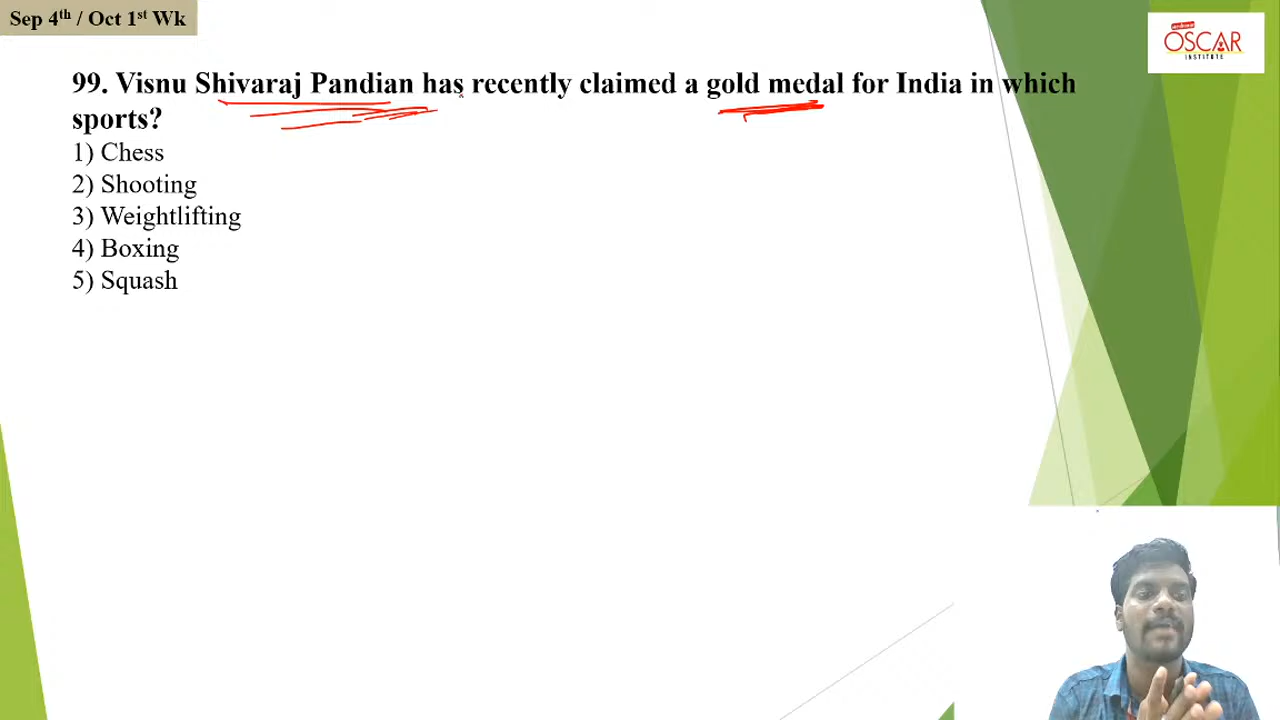 Sep 4th / Oct 1st Wk
OSCAR
INSTITUTE
99. Visnu Shivaraj Pandian has recently claimed a gold medal for India in which
sports?
1) Chess
2) Shooting
3) Weightlifting
4) Boxing
5) Squash